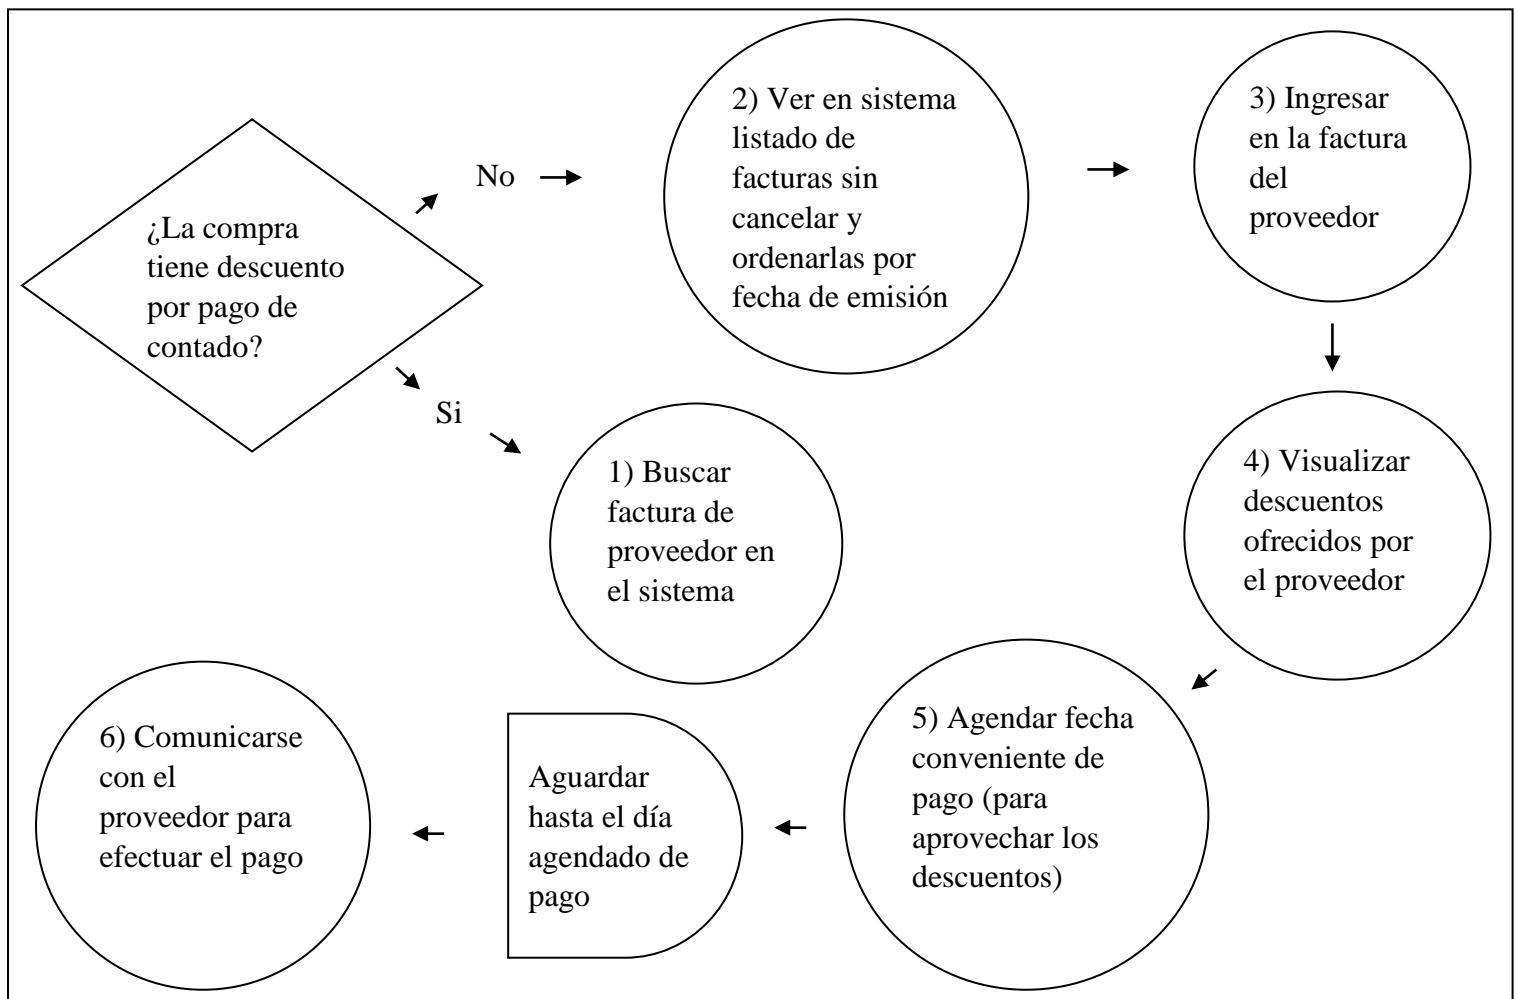 ¿La compra
tiene descuento
por pago de
contado?
No
Si
2) Ver en sistema
listado de
facturas sin
cancelar y
ordenarlas por
fecha de emisión
3) Ingresar
en la factura
del
proveedor
1) Buscar
factura de
proveedor en
el sistema
4) Visualizar
descuentos
ofrecidos por
el proveedor
5) Agendar fecha
conveniente de
pago (para
aprovechar los
descuentos)
Aguardar
hasta el día
agendado de
pago
6) Comunicarse
con el
proveedor para
efectuar el pago